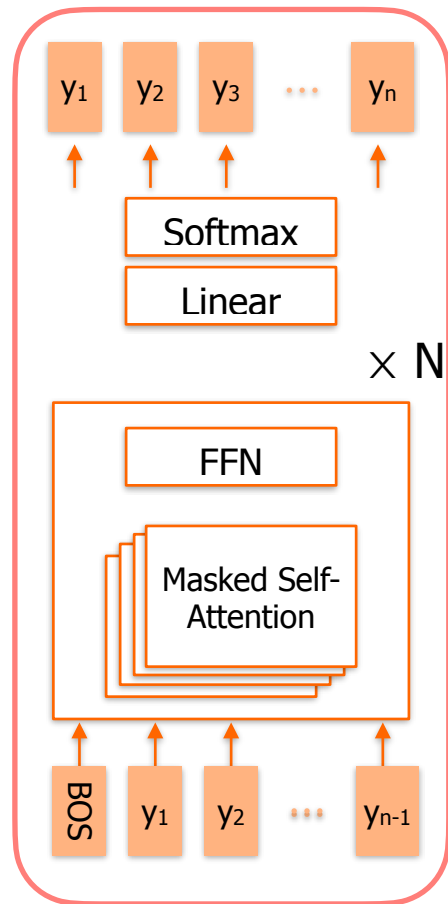 y1 y2 y3 ... yn
Softmax
Linear
× N
FFN
Masked Self-
Attention
BOS y1 y2 ... yn-1